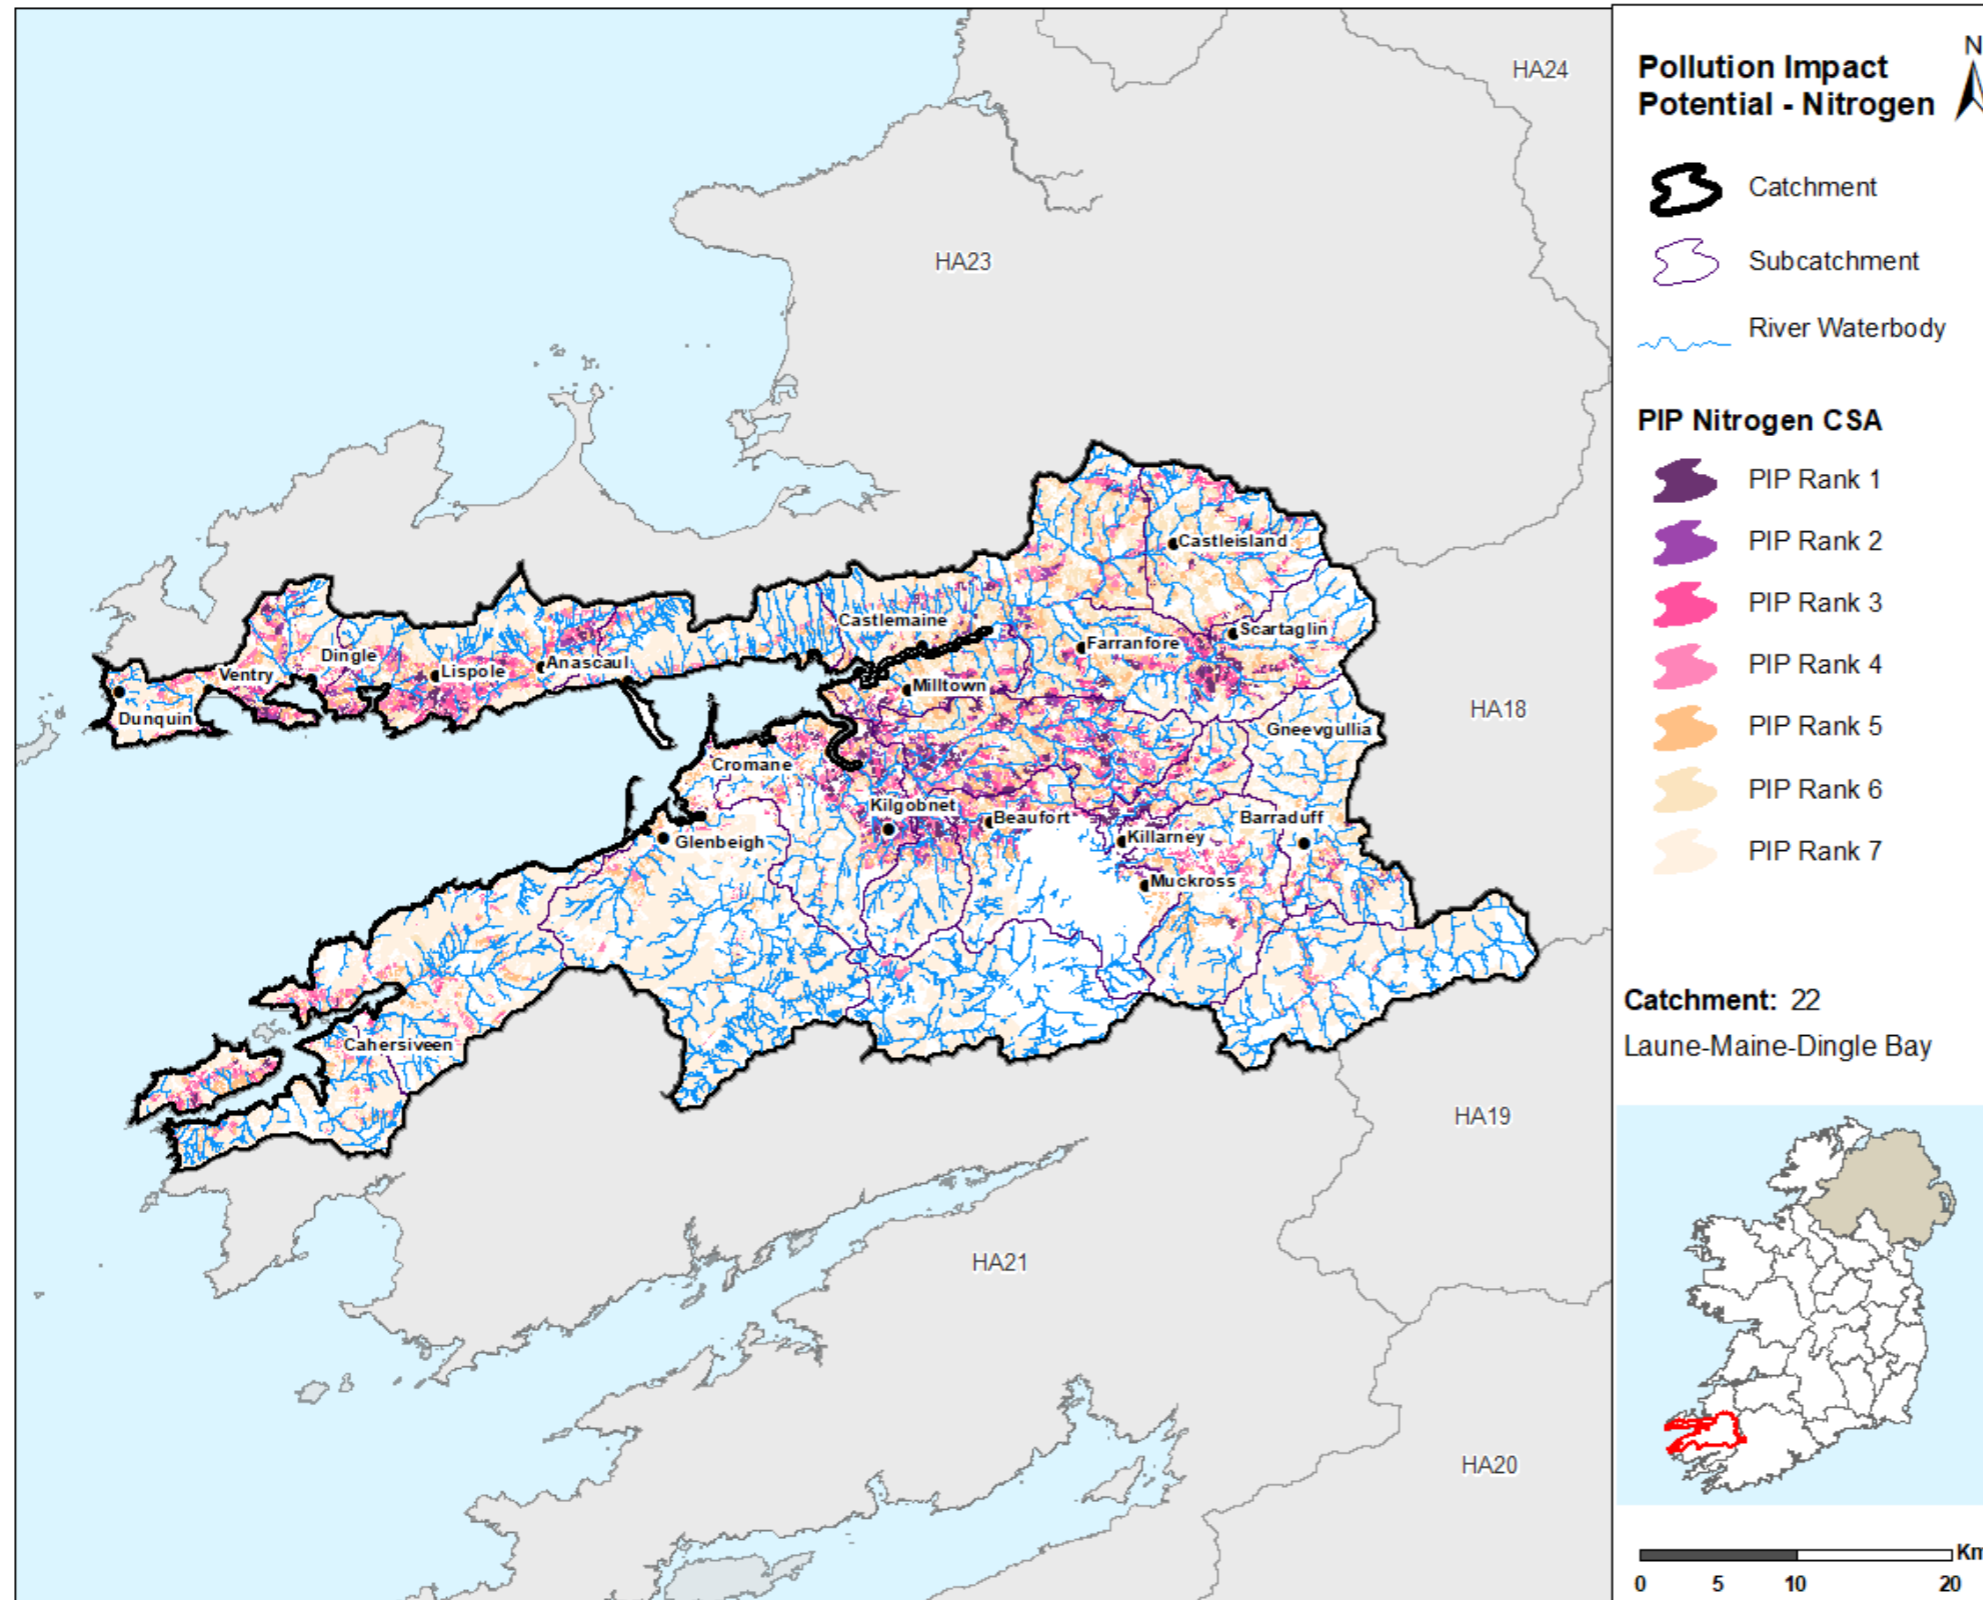 HA24
HA23
Castleisland
Castlemaine
Scartaglin
Farranfore
Dingle
Anascaul
Ventry
Lispole
Milltown
HA18
Dunquin
Gneevgullia
Cromane
Kilgobnet
Beaufort
Barraduff
Killarney
Glenbeigh
Muckross
Cahersiveen
HA19
HA21
HA20
Pollution Impact
Potential - Nitrogen
N
Catchment
Subcatchment
River Waterbody
PIP Nitrogen CSA
PIP Rank 1
PIP Rank 2
PIP Rank 3
PIP Rank 4
PIP Rank 5
PIP Rank 6
PIP Rank 7
Catchment: 22
Laune-Maine-Dingle Bay
Km
0 5 10 20